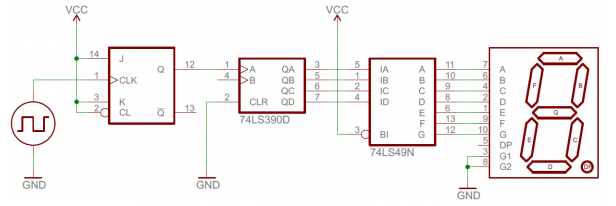 VCC
VCC
14 J Q 12 1 A QA 3 5 IA A 11 7 A
1 CLK 4 B QB 5 1 IB B 10 6 B
QC 6 2 IC C 9 4 C
3 K 2 CLR QD 7 4 ID D 8 2 D
2 CL Q 13 E 6 1 E
F 13 9 F
3 BI G 12 10 G
5 DP
3 G1
8 G2
74LS390D
74LS49N
A
F B
G
E C
D DP
GND
GND
GND